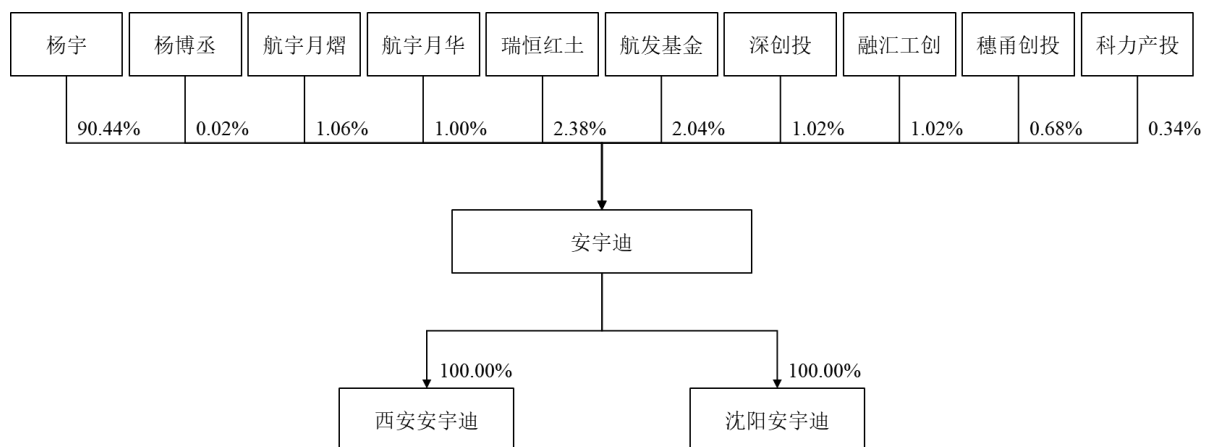 杨宇 杨博丞 航宇月熠 航宇月华 瑞恒红土 航发基金 深创投 融汇工创 穗甬创投 科力产投
90.44% 0.02% 1.06% 1.00% 2.38% 2.04% 1.02% 1.02% 0.68% 0.34%
安宇迪
100.00% 100.00%
西安安宇迪 沈阳安宇迪